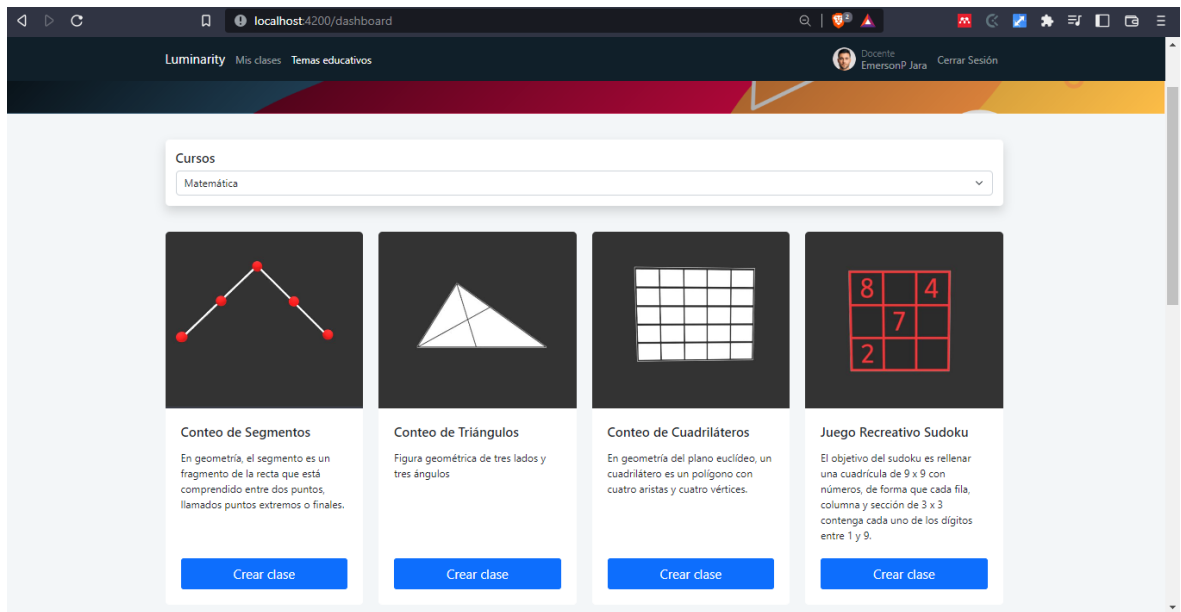 localhost:4200/dashboard
2
Luminarity Mis clases Temas educativos
Docente
EmersonP Jara Cerrar Sesión
Cursos
Matemática
8 4
7
2
Conteo de Segmentos
En geometría, el segmento es un
fragmento de la recta que está
comprendido entre dos puntos,
llamados puntos extremos o finales.
Crear clase
Conteo de Triángulos
Figura geométrica de tres lados y
tres ángulos
Crear clase
Conteo de Cuadriláteros
En geometría del plano euclídeo, un
cuadrilátero es un polígono con
cuatro aristas y cuatro vértices.
Crear clase
Juego Recreativo Sudoku
El objetivo del sudoku es rellenar
una cuadrícula de 9 x 9 con
números, de forma que cada fila,
columna y sección de 3 x 3
contenga cada uno de los dígitos
entre 1 y 9.
Crear clase